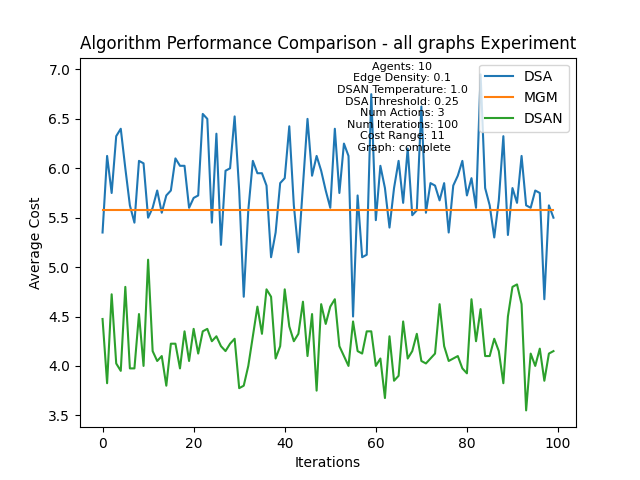 Algorithm Performance Comparison - all graphs Experiment
Agents: 10
Edge Density: 0.1
DSAN Temperature: 1.0
DSA Threshold: 0.25
Num Actions: 3
Num Iterations: 100
Cost Range: 11
Graph: complete
DSA
MGM
DSAN
Average Cost
7.0
6.5
6.0
5.5
5.0
4.5
4.0
3.5
0 20 40 60 80 100
Iterations